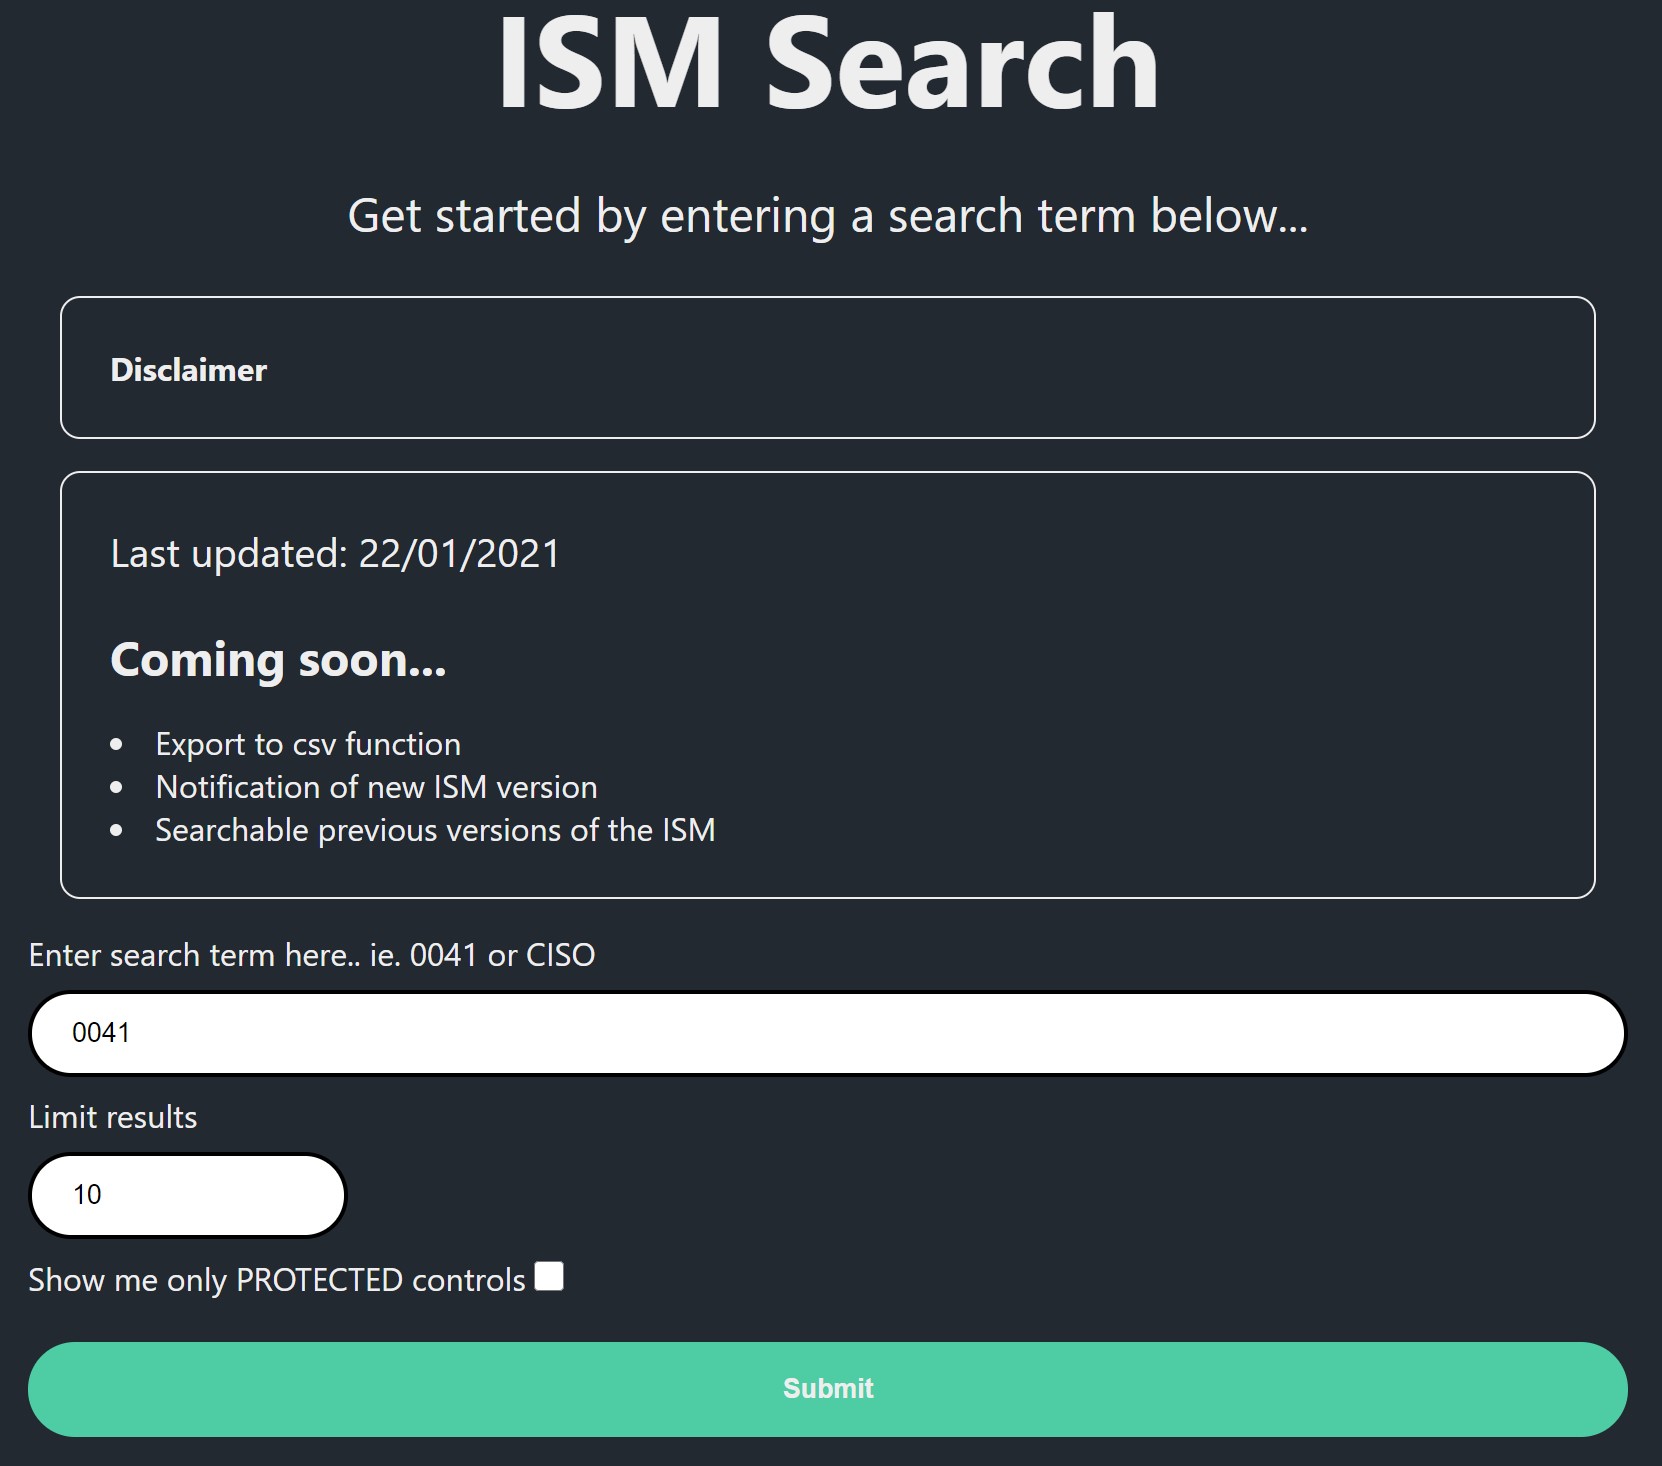 ISM Search
Get started by entering a search term below...
Disclaimer
Last updated: 22/01/2021
Coming soon...
Export to csv function
Notification of new ISM version
Searchable previous versions of the ISM
Enter search term here.. ie. 0041 or CISO
0041
Limit results
10
Show me only PROTECTED controls
Submit